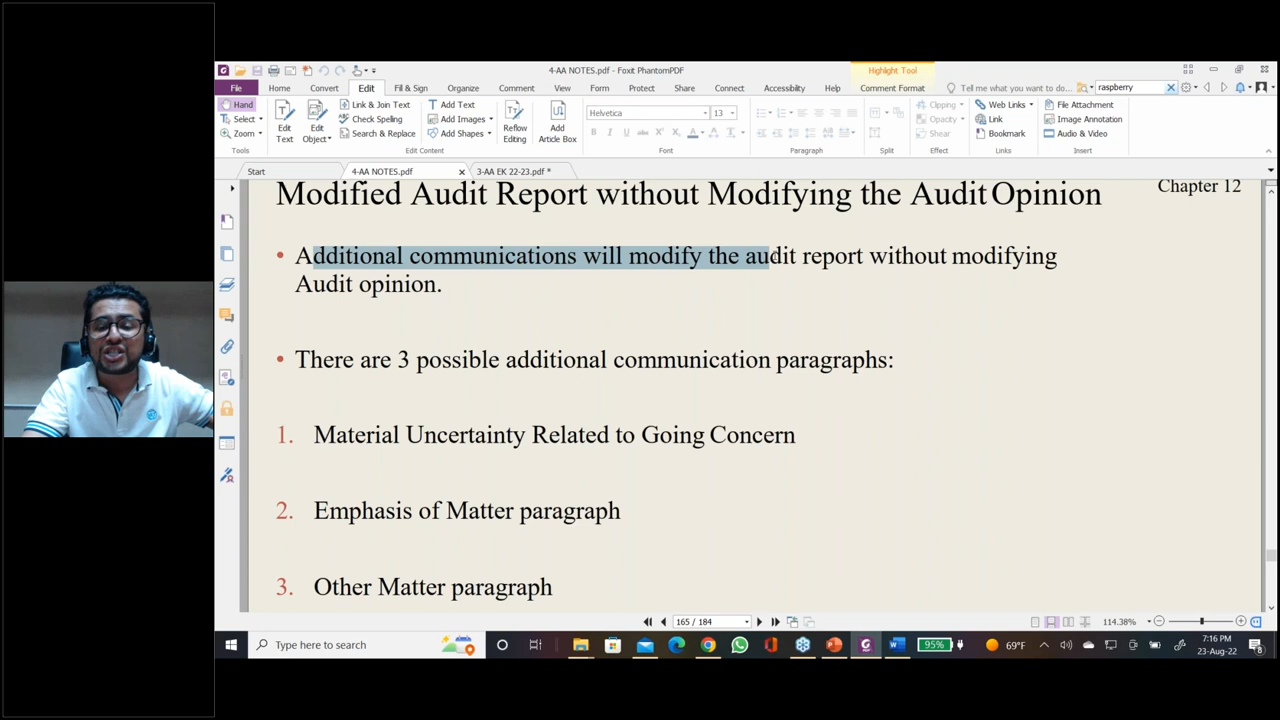 4-AA NOTES.pdf - Foxit PhantomPDF
Highlight Tool
File Home Convert Edit Fill & Sign Organize Comment View Form Protect Share Connect Accessibility Help Comment Format
Tell me what you want to do..
raspberry
Hand
Select
Zoom
Tools
Edit Text
Edit Object
Link & Join Text
Check Spelling
Search & Replace
Add Text
Add Images
Add Shapes
Reflow Editing
Add Article Box
Edit Content
Helvetica 13
B I U abc X² X₂ A
Font
Paragraph
Split
Clipping
Shear
Effect
Web Links
Link
Bookmark
Links
File Attachment
Image Annotation
Audio & Video
Insert
Start
4-AA NOTES.pdf
3-AA EK 22-23.pdf *
Modified Audit Report without Modifying the Audit Opinion
Chapter 12
• Additional communications will modify the audit report without modifying
Audit opinion.
• There are 3 possible additional communication paragraphs:
1. Material Uncertainty Related to Going Concern
2. Emphasis of Matter paragraph
3. Other Matter paragraph
165 / 184
114.38%
Type here to search
95%
69°F
7:16 PM
23-Aug-22
8